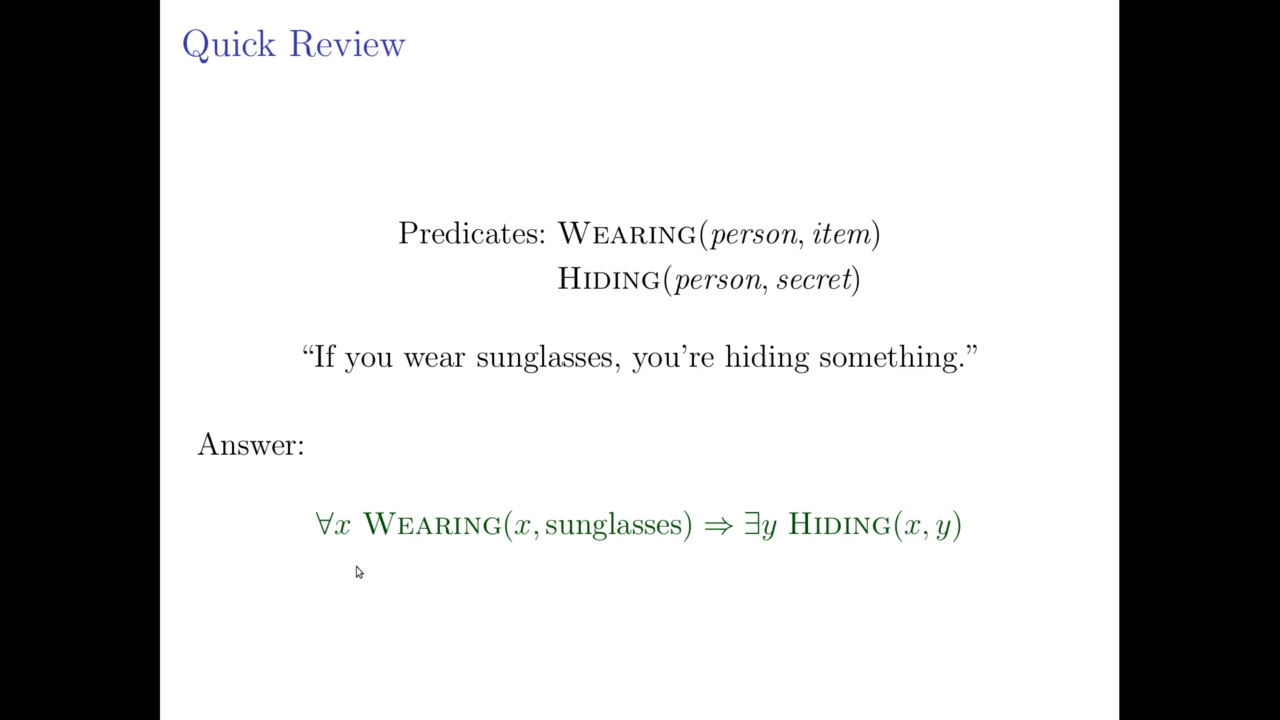 Quick Review
Predicates: WEARING(person, item)
HIDING(person, secret)
“If you wear sunglasses, you’re hiding something.”
Answer:
∀x WEARING(x, sunglasses) ⇒ ∃y HIDING(x, y)